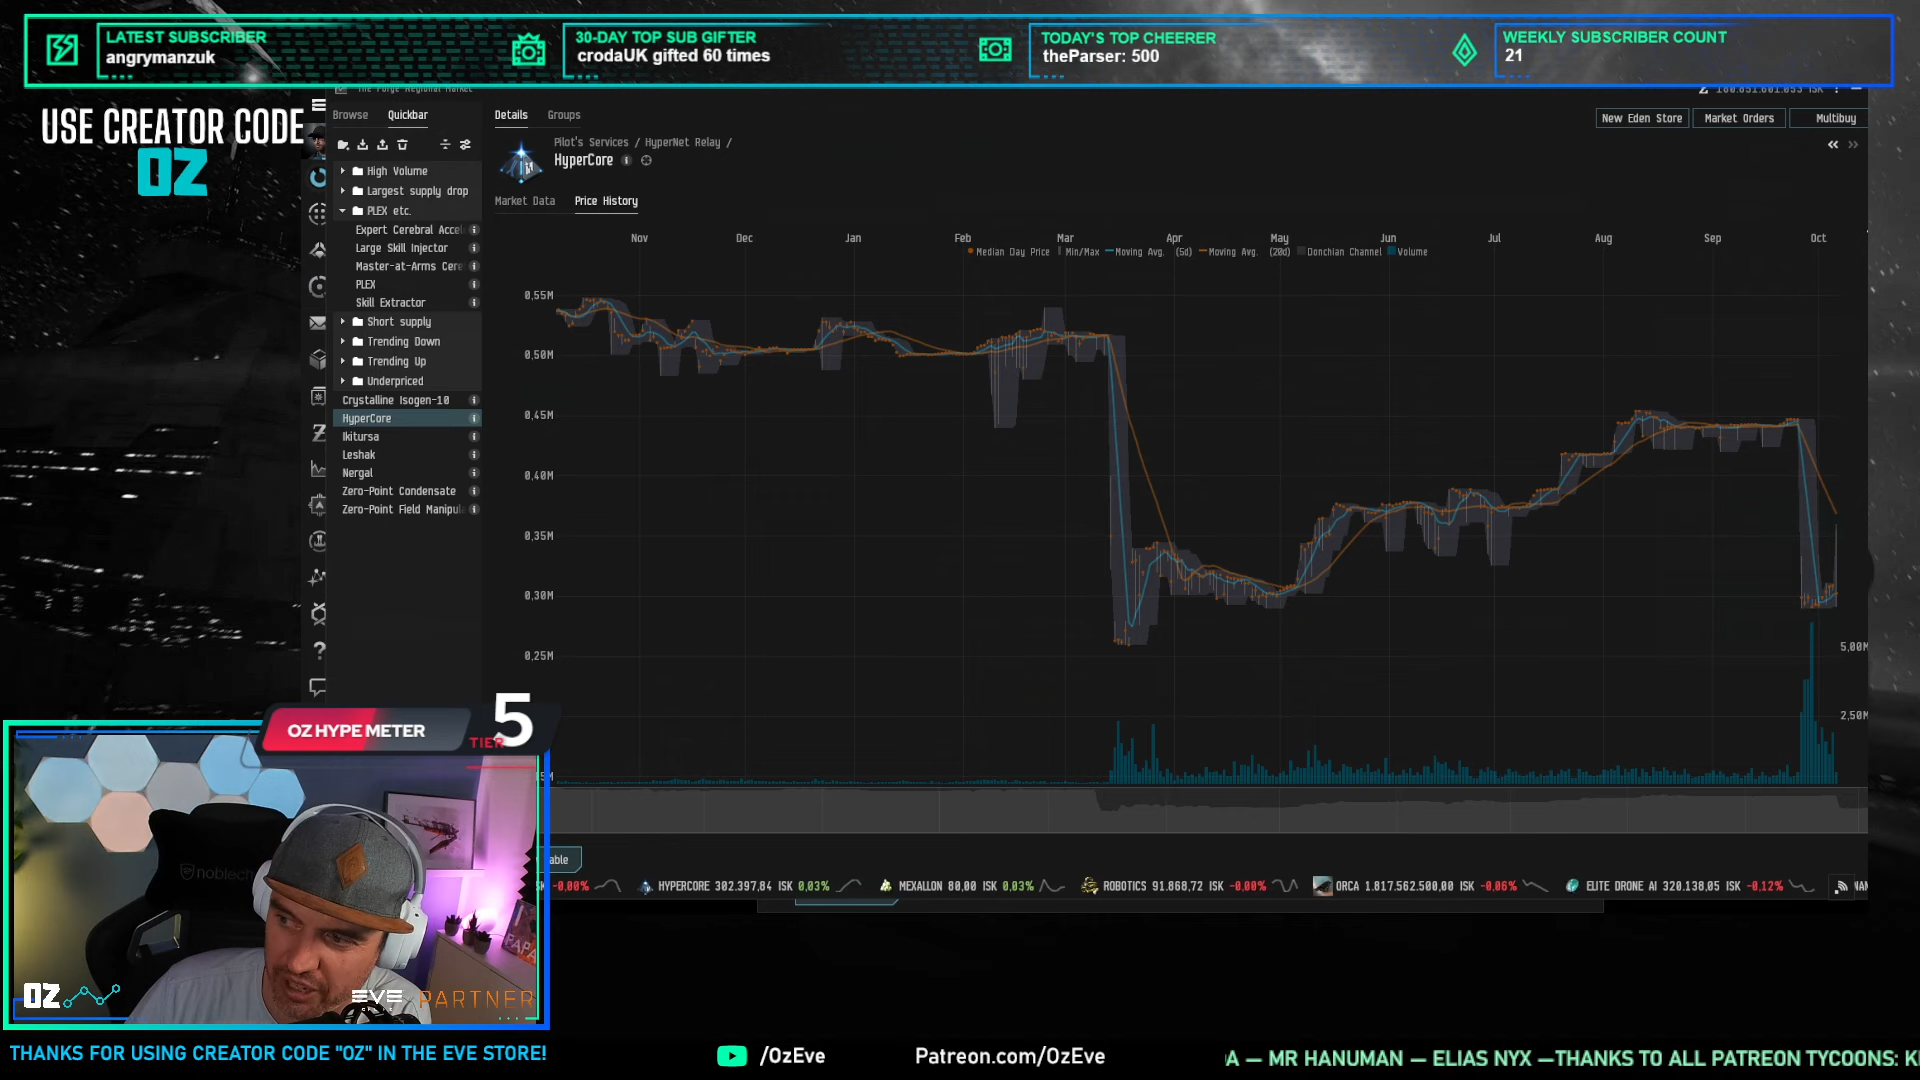 LATEST SUBSCRIBER
angrymanzuk
30-DAY TOP SUB GIFTER
crodaUK gifted 60 times
TODAY'S TOP CHEERER
theParser: 500
WEEKLY SUBSCRIBER COUNT
21
USE CREATOR CODE
OZ
The Forge Regional Market
Browse
Quickbar
High Volume
Largest supply drop
PLEX etc.
Expert Cerebral Accel
Large Skill Injector
Master-at-Arms Cere
PLEX
Skill Extractor
Short supply
Trending Down
Trending Up
Underpriced
Crystalline Isogen-10
HyperCore
Ikitursa
Leshak
Nergal
Zero-Point Condensate
Zero-Point Field Manipul
Details
Groups
New Eden Store
Market Orders
Multibuy
Pilot's Services / HyperNet Relay /
HyperCore
Market Data
Price History
Nov Dec Jan Feb Mar Apr May Jun Jul Aug Sep Oct
Median Day Price Min/Max Moving Avg. (5d) Moving Avg. (20d) Donchian Channel Volume
0,55M
0,50M
0,45M
0,40M
0,35M
0,30M
0,25M
5,00M
2,50M
OZ HYPE METER
TIER 5
able
-0,00%
HYPERCORE 302.397,84 ISK 0,03%
MEXALLON 80,00 ISK 0,03%
ROBOTICS 91.868,72 ISK -0,00%
ORCA 1.817.562.500,00 ISK -0,06%
ELITE DRONE AI 320.138,05 ISK -0,12%
noblechairs
PAPA
OZ
EVE
PARTNER
THANKS FOR USING CREATOR CODE "OZ" IN THE EVE STORE!
/OzEve
Patreon.com/OzEve
A — MR HANUMAN — ELIAS NYX —THANKS TO ALL PATREON TYCOONS: